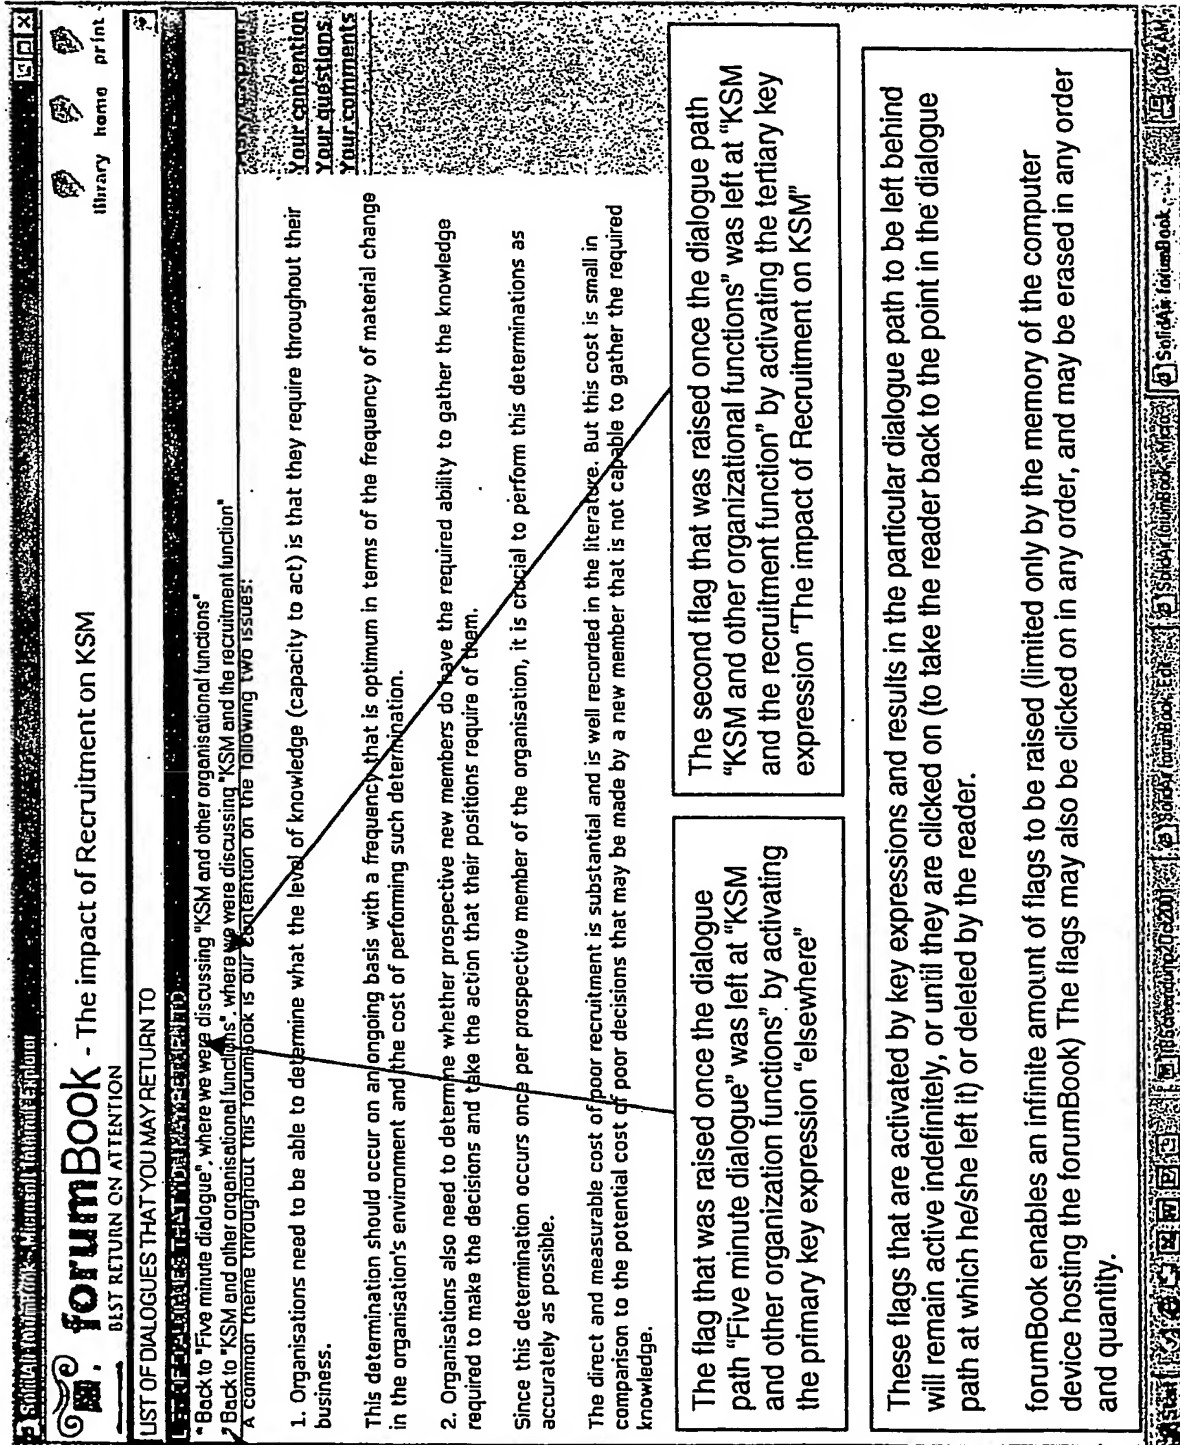 SolidAir forumBook - Microsoft Internet Explorer
forumBook - The impact of Recruitment on KSM
BEST RETURN ON ATTENTION
library home print
LIST OF DIALOGUES THAT YOU MAY RETURN TO
LIST OF DIALOGUES THAT YOU MAY RETURN TO
"Back to "Five minute dialogue", where we were discussing "KSM and other organisational functions"
"Back to "KSM and other organisational functions", where we were discussing "KSM and the recruitment function"
A common theme throughout this forumBook is our contention on the following two issues:
Your contention
Your questions
Your comments
1. Organisations need to be able to determine what the level of knowledge (capacity to act) is that they require throughout their
business.
This determination should occur on an ongoing basis with a frequency that is optimum in terms of the frequency of material change
in the organisation's environment and the cost of performing such determination.
2. Organisations also need to determine whether prospective new members do have the required ability to gather the knowledge
required to make the decisions and take the action that their positions require of them.
Since this determination occurs once per prospective member of the organisation, it is crucial to perform this determinations as
accurately as possible.
The direct and measurable cost of poor recruitment is substantial and is well recorded in the literature. But this cost is small in
comparison to the potential cost of poor decisions that may be made by a new member that is not capable to gather the required
knowledge.
The flag that was raised once the dialogue
path "Five minute dialogue" was left at "KSM
and other organization functions" by activating
the primary key expression "elsewhere"
The second flag that was raised once the dialogue path
"KSM and other organizational functions" was left at "KSM
and the recruitment function" by activating the tertiary key
expression "The impact of Recruitment on KSM"
These flags that are activated by key expressions and results in the particular dialogue path to be left behind
will remain active indefinitely, or until they are clicked on (to take the reader back to the point in the dialogue
path at which he/she left it) or deleted by the reader.
forumBook enables an infinite amount of flags to be raised (limited only by the memory of the computer
device hosting the forumBook) The flags may also be clicked on in any order, and may be erased in any order
and quantity.
Start
SolidAir forumBook
10:24 AM